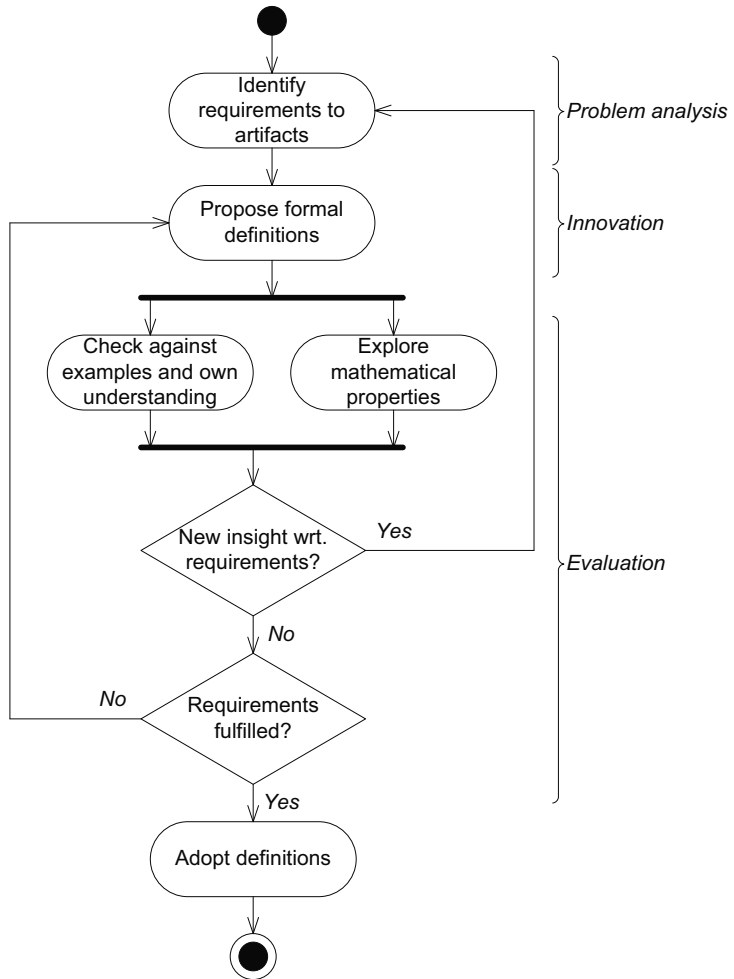 Identify
requirements to
artifacts
Problem analysis
Propose formal
definitions
Innovation
Check against
examples and own
understanding
Explore
mathematical
properties
New insight wrt.
requirements?
Yes
Evaluation
No
Requirements
fulfilled?
No
Yes
Adopt definitions